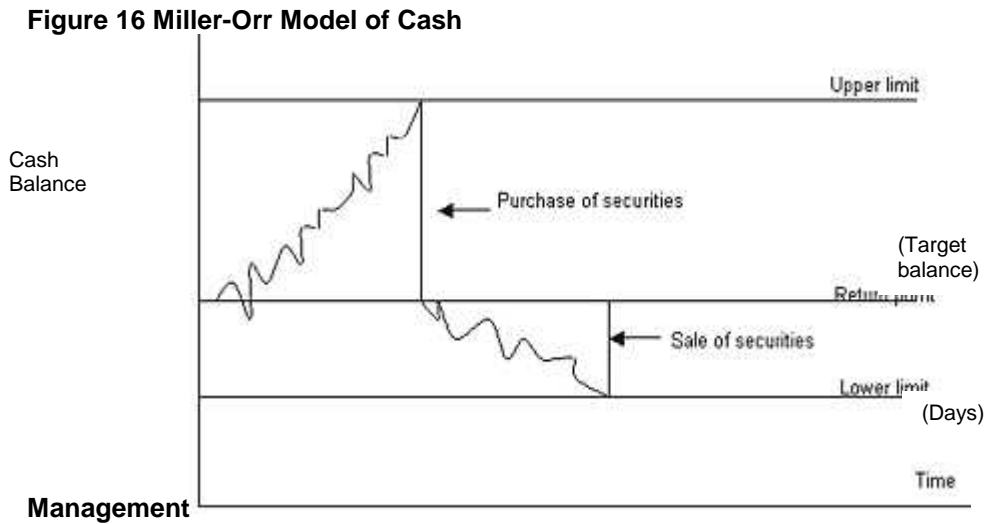 Figure 16 Miller-Orr Model of Cash
Upper limit
Cash
Balance
Purchase of securities
(Target
balance)
Return
Sale of securities
Lower limit
(Days)
Time
Management